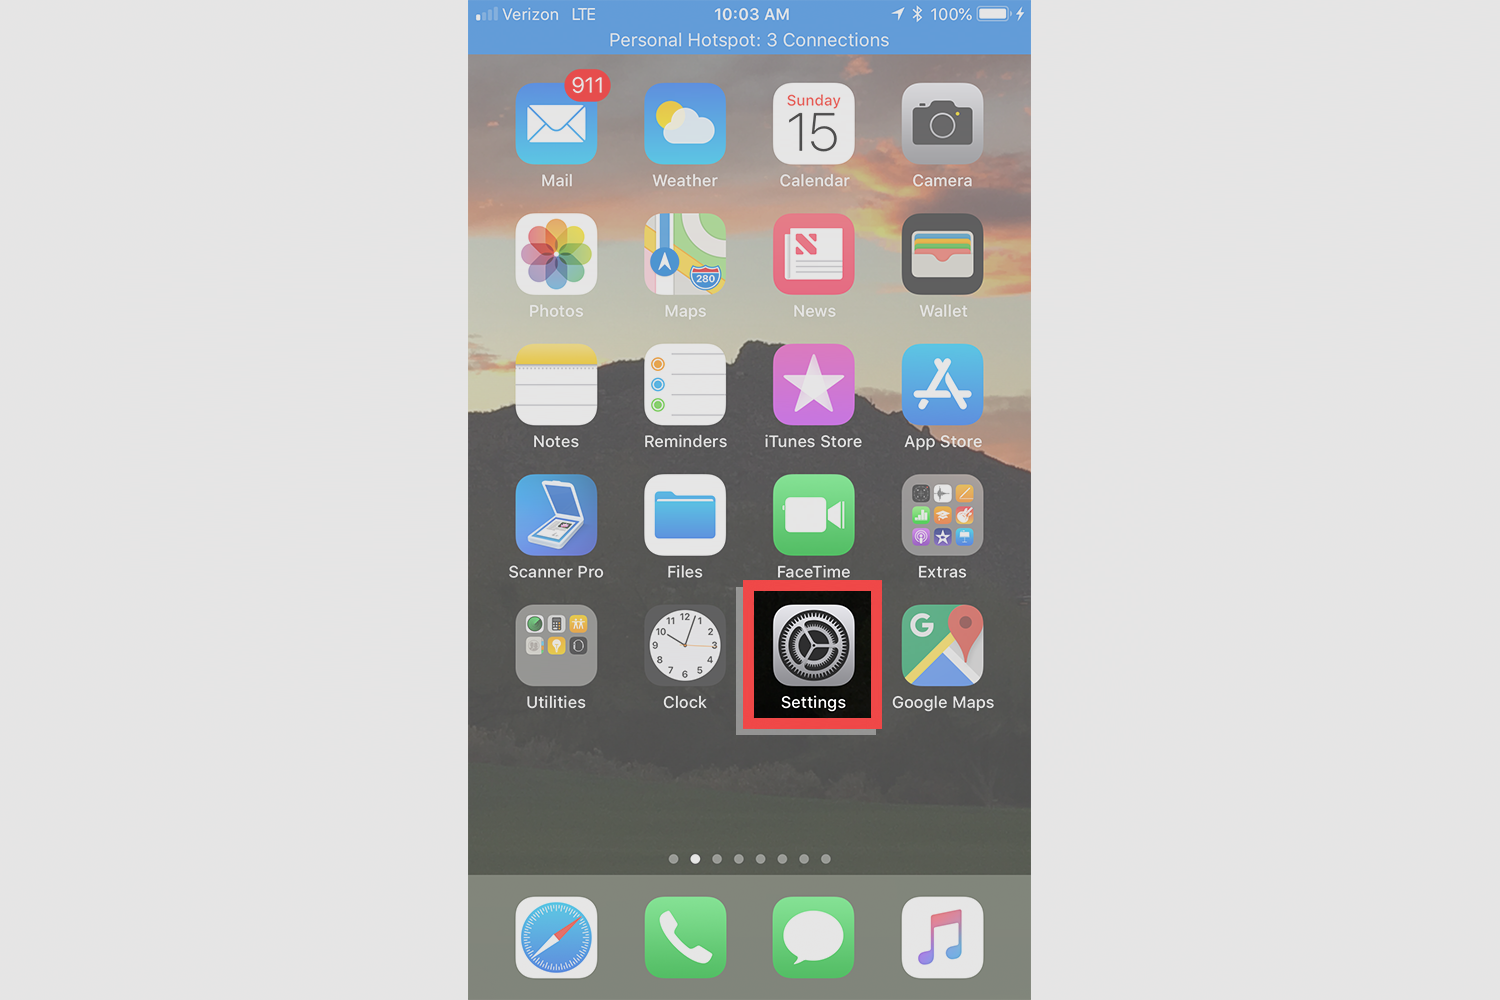 Verizon LTE 10:03 AM 100%
Personal Hotspot: 3 Connections
911
Sunday
15
Mail Weather Calendar Camera
280
Photos Maps News Wallet
Notes Reminders iTunes Store App Store
Scanner Pro Files FaceTime Extras
12
11 1
10 2
9 3
8 4
7 5
6
G
Utilities Clock Settings Google Maps